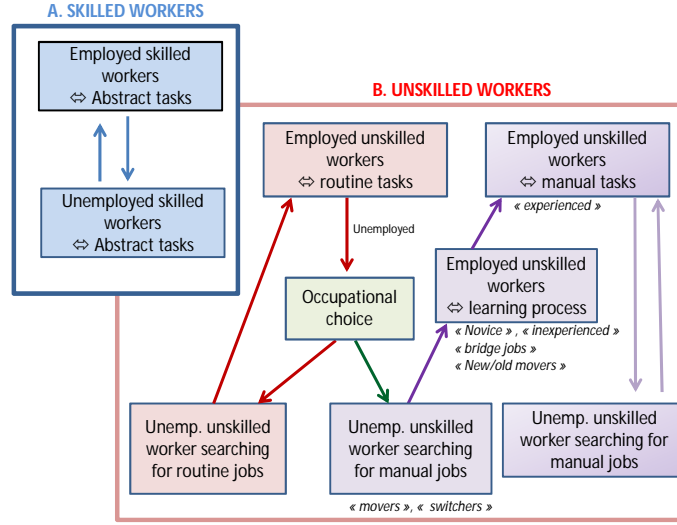 A. SKILLED WORKERS
Employed skilled
workers
⇔ Abstract tasks
Unemployed skilled
workers
⇔ Abstract tasks
B. UNSKILLED WORKERS
Employed unskilled
workers
⇔ routine tasks
Employed unskilled
workers
⇔ manual tasks
« experienced »
Unemployed
Employed unskilled
workers
⇔ learning process
« Novice » , « inexperienced »
« bridge jobs »
« New/old movers »
Occupational
choice
Unemp. unskilled
worker searching
for routine jobs
Unemp. unskilled
worker searching
for manual jobs
« movers », « switchers »
Unemp. unskilled
worker searching for
manual jobs